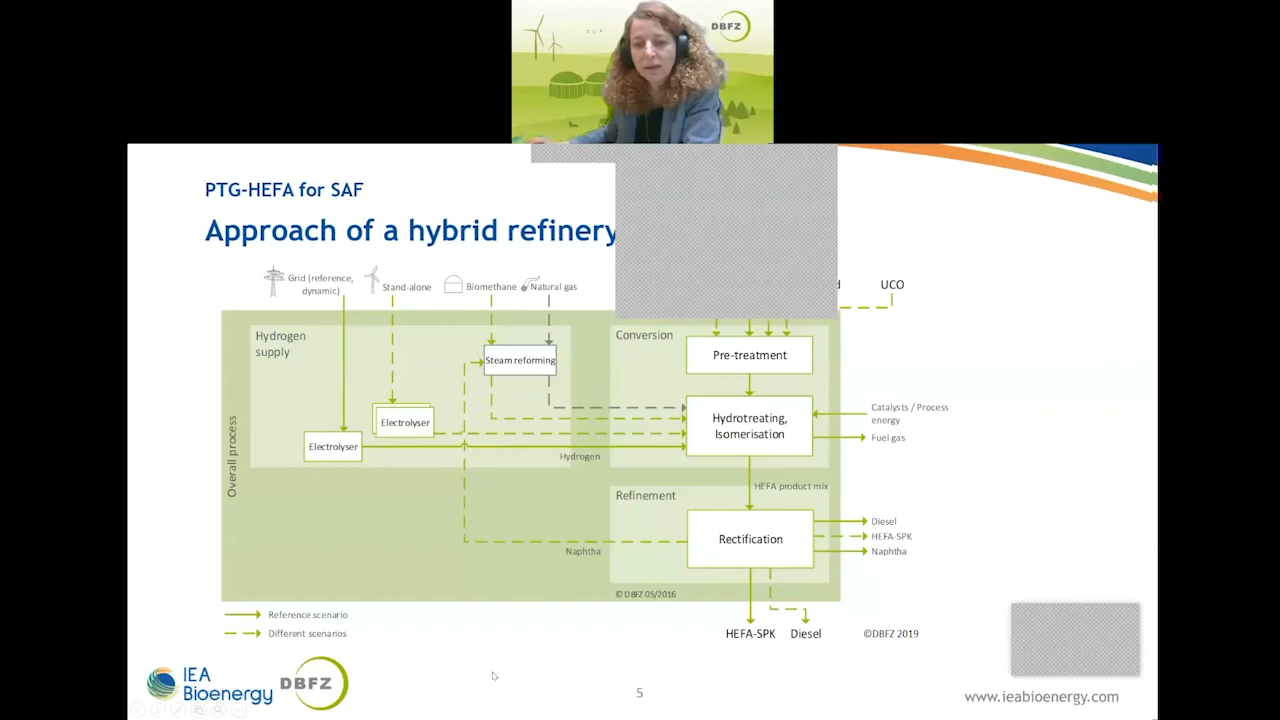 DBFZ
PTG-HEFA for SAF
Approach of a hybrid refinery
Grid (reference,
dynamic)
Stand-alone
Biomethane
Natural gas
UCO
Hydrogen
supply
Conversion
Steam reforming
Pre-treatment
Electrolyser
Electrolyser
Hydrotreating,
Isomerisation
Catalysts / Process
energy
Fuel gas
Hydrogen
Overall process
HEFA product mix
Refinement
Rectification
Naphtha
Diesel
HEFA-SPK
Naphtha
© DBFZ 05/2016
Reference scenario
Different scenarios
HEFA-SPK
Diesel
©DBFZ 2019
IEA
Bioenergy
DBFZ
5
www.ieabioenergy.com